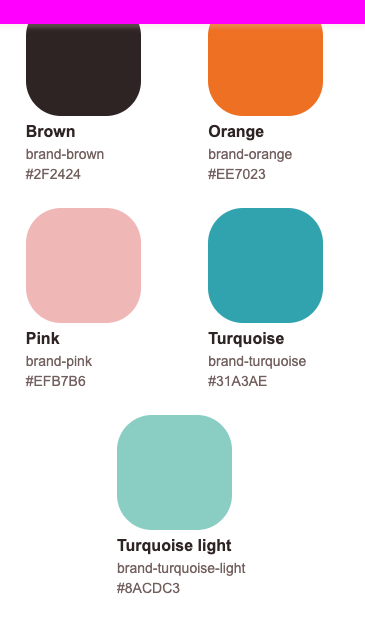 Brown
brand-brown
#2F2424
Orange
brand-orange
#EE7023
Pink
brand-pink
#EFB7B6
Turquoise
brand-turquoise
#31A3AE
Turquoise light
brand-turquoise-light
#8ACDC3